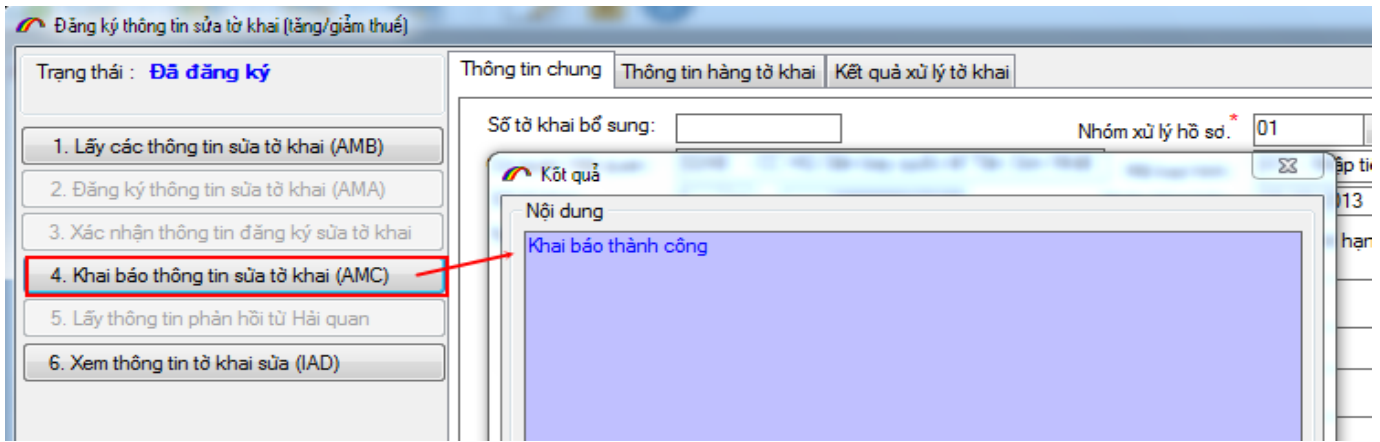 Đăng ký thông tin sửa tờ khai (tăng/giảm thuế)
Trạng thái : Đã đăng ký
1. Lấy các thông tin sửa tờ khai (AMB)
2. Đăng ký thông tin sửa tờ khai (AMA)
3. Xác nhận thông tin đăng ký sửa tờ khai
4. Khai báo thông tin sửa tờ khai (AMC)
5. Lấy thông tin phản hồi từ Hải quan
6. Xem thông tin tờ khai sửa (IAD)
Thông tin chung Thông tin hàng tờ khai Kết quả xử lý tờ khai
Số tờ khai bổ sung: Nhóm xử lý hồ sơ.* 01
Kôt quả
Nội dung
Khai báo thành công